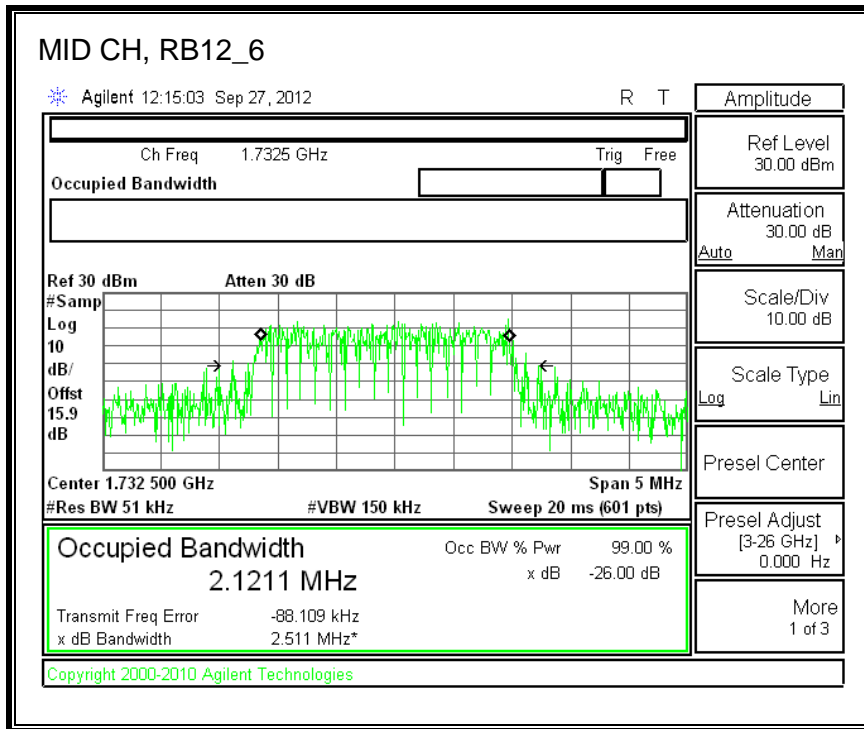 MID CH, RB12_6
Agilent 12:15:03 Sep 27, 2012 R T
Ch Freq 1.7325 GHz Trig Free
Occupied Bandwidth
Ref 30 dBm Atten 30 dB
#Samp
Log
10
dB/
Offst
15.9
dB
Center 1.732 500 GHz Span 5 MHz
#Res BW 51 kHz #VBW 150 kHz Sweep 20 ms (601 pts)
Occupied Bandwidth Occ BW % Pwr 99.00 %
2.1211 MHz x dB -26.00 dB
Transmit Freq Error -88.109 kHz
x dB Bandwidth 2.511 MHz*
Copyright 2000-2010 Agilent Technologies
Amplitude
Ref Level
30.00 dBm
Attenuation
30.00 dB
Auto Man
Scale/Div
10.00 dB
Scale Type
Log Lin
Presel Center
Presel Adjust
[3-26 GHz]
0.000 Hz
More
1 of 3